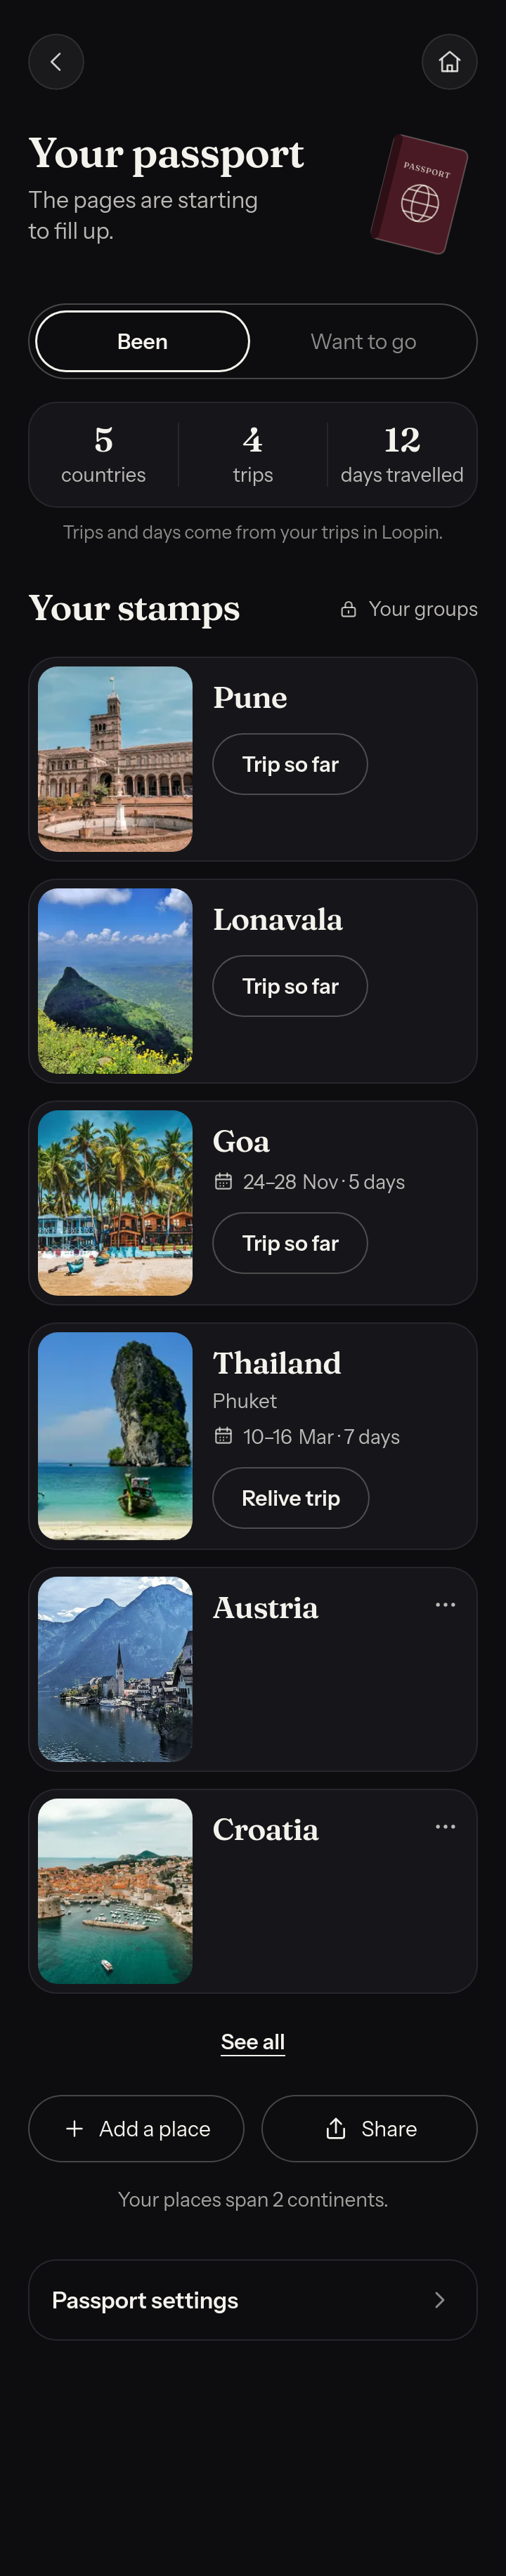 Your passport
The pages are starting
to fill up.
PASSPORT
Been
Want to go
5
countries
4
trips
12
days travelled
Trips and days come from your trips in Loopin.
Your stamps
Your groups
Pune
Trip so far
Lonavala
Trip so far
Goa
24–28 Nov · 5 days
Trip so far
Thailand
Phuket
10–16 Mar · 7 days
Relive trip
Austria
Croatia
See all
Add a place
Share
Your places span 2 continents.
Passport settings